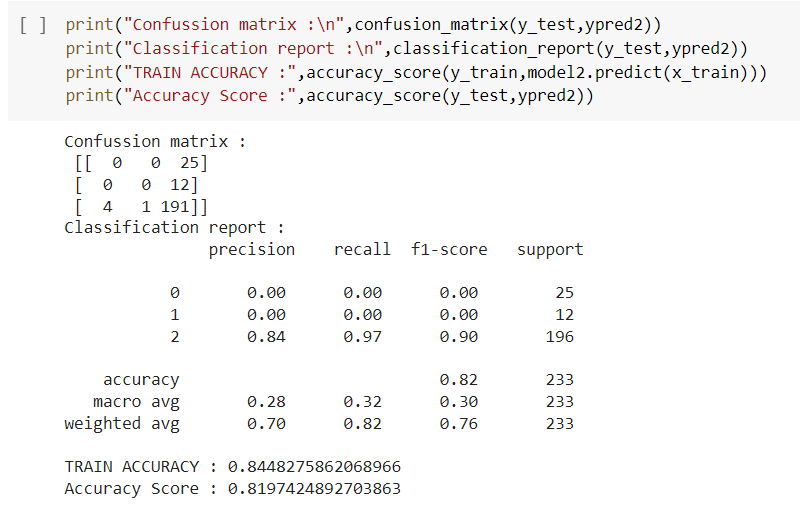 [ ] print("Confussion matrix :\n",confusion_matrix(y_test,ypred2))
print("Classification report :\n",classification_report(y_test,ypred2))
print("TRAIN ACCURACY :",accuracy_score(y_train,model2.predict(x_train)))
print("Accuracy Score :",accuracy_score(y_test,ypred2))
Confussion matrix :
[[ 0 0 25]
[ 0 0 12]
[ 4 1 191]]
Classification report :
precision recall f1-score support
0 0.00 0.00 0.00 25
1 0.00 0.00 0.00 12
2 0.84 0.97 0.90 196
accuracy 0.82 233
macro avg 0.28 0.32 0.30 233
weighted avg 0.70 0.82 0.76 233
TRAIN ACCURACY : 0.8448275862068966
Accuracy Score : 0.8197424892703863